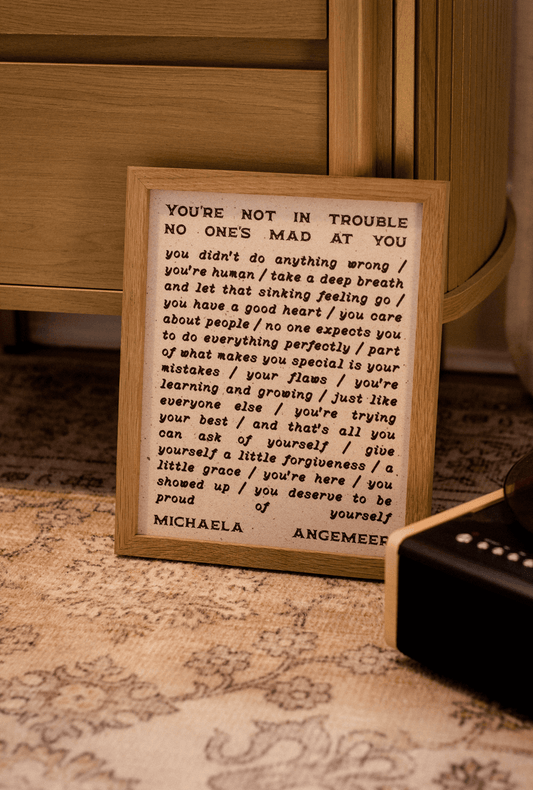 YOU'RE NOT IN TROUBLE
NO ONE'S MAD AT YOU
you didn't do anything wrong /
you're human / take a deep breath
and let that sinking feeling go /
you have a good heart / you care
about people / no one expects you
to do everything perfectly / part
of what makes you special is your
mistakes / your flaws / you're
learning and growing / just like
everyone else / you're trying
your best / and that's all you
can ask of yourself / give
yourself a little forgiveness / a
little grace / you're here / you
showed up / you deserve to be
proud of yourself
MICHAELA ANGEMEER